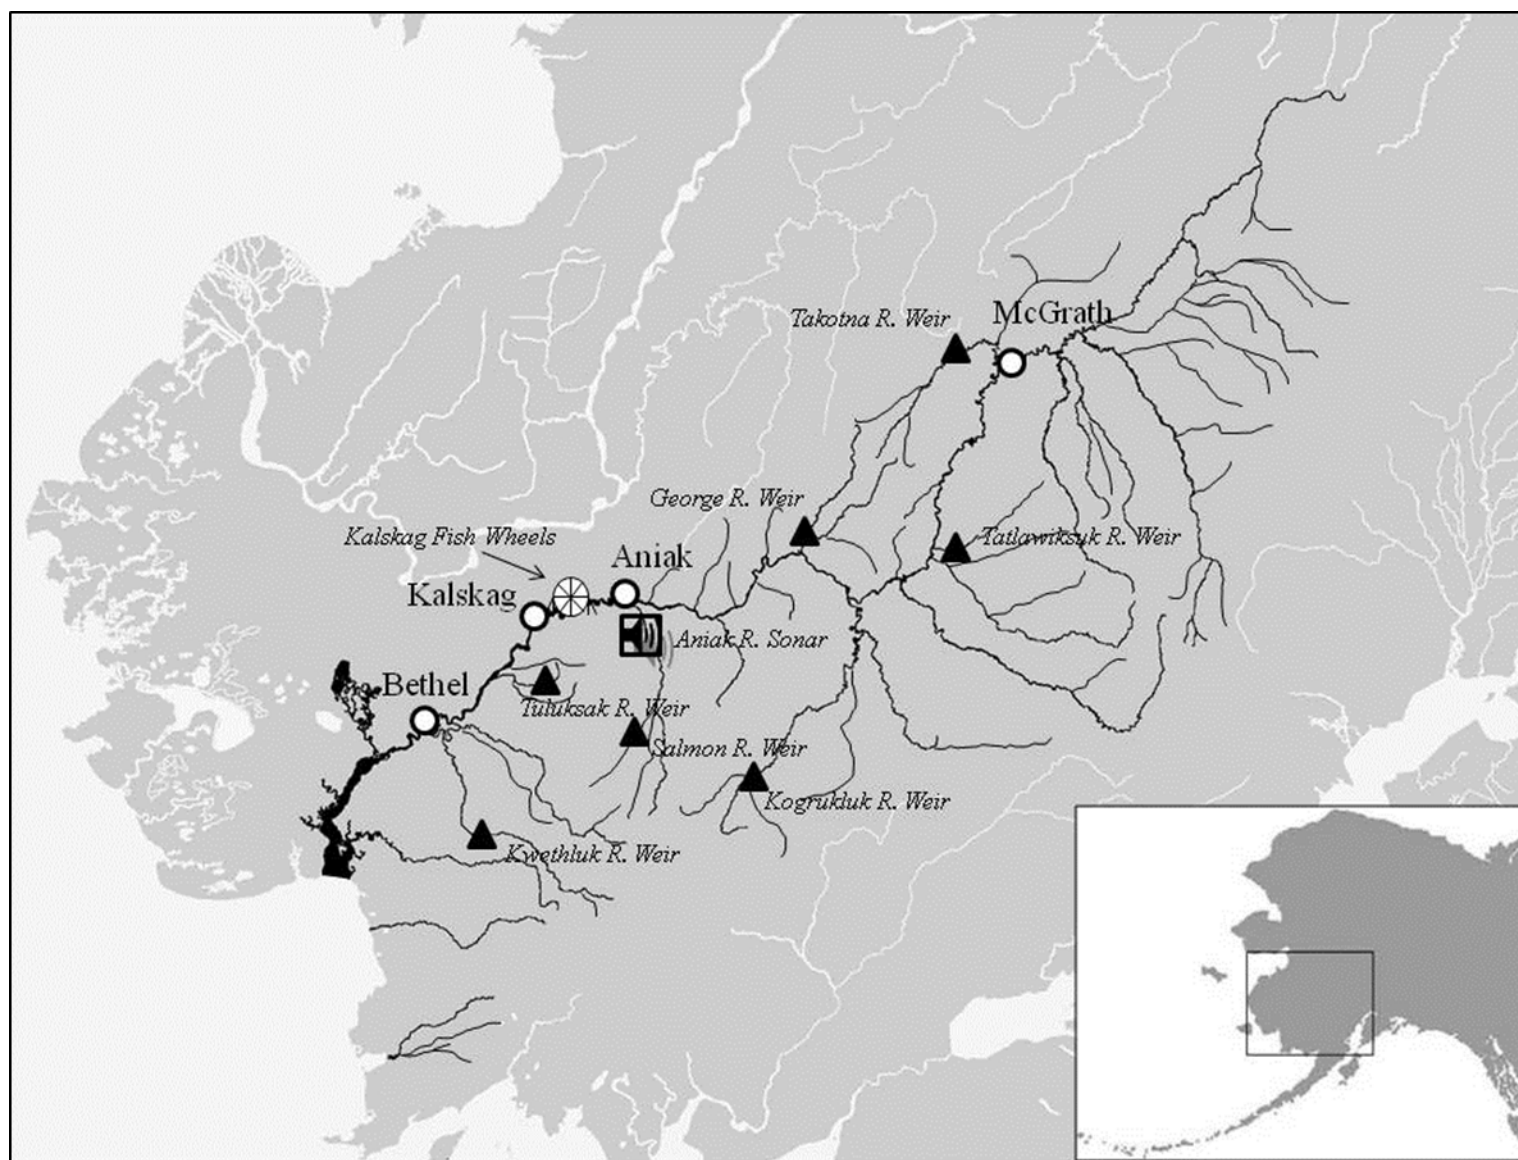 McGrath
Takotna R. Weir
George R. Weir
Kalskag Fish Wheels
Tatlawiksuk R. Weir
Aniak
Kalskag
Aniak R. Sonar
Bethel
Tuluksak R. Weir
Salmon R. Weir
Kogrukluk R. Weir
Kwethluk R. Weir